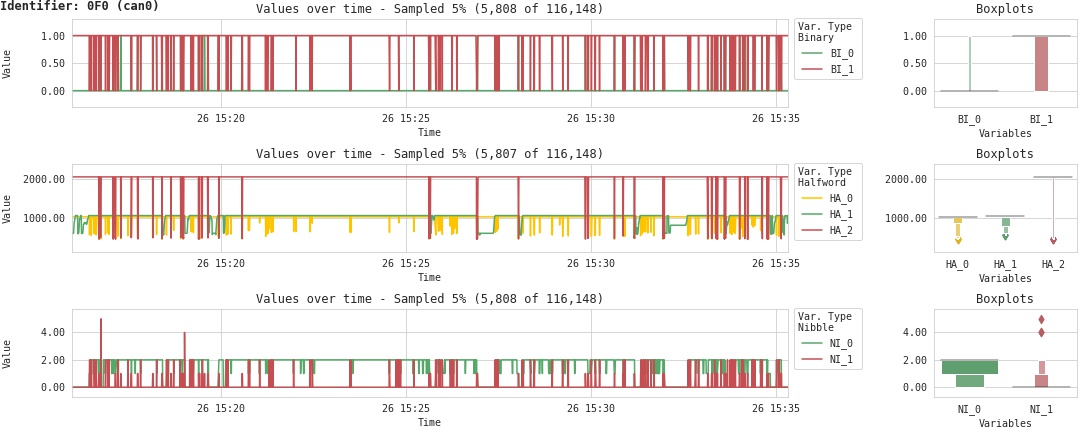 Identifier: 0F0 (can0)
Values over time - Sampled 5% (5,808 of 116,148)
Boxplots
Value
1.00
0.50
0.00
26 15:20
26 15:25
26 15:30
26 15:35
Time
Var. Type
Binary
BI_0
BI_1
1.00
0.50
0.00
BI_0
BI_1
Variables
Values over time - Sampled 5% (5,807 of 116,148)
Boxplots
Value
2000.00
1000.00
26 15:20
26 15:25
26 15:30
26 15:35
Time
Var. Type
Halfword
HA_0
HA_1
HA_2
2000.00
1000.00
HA_0
HA_1
HA_2
Variables
Values over time - Sampled 5% (5,808 of 116,148)
Boxplots
Value
4.00
2.00
0.00
26 15:20
26 15:25
26 15:30
26 15:35
Time
Var. Type
Nibble
NI_0
NI_1
4.00
2.00
0.00
NI_0
NI_1
Variables